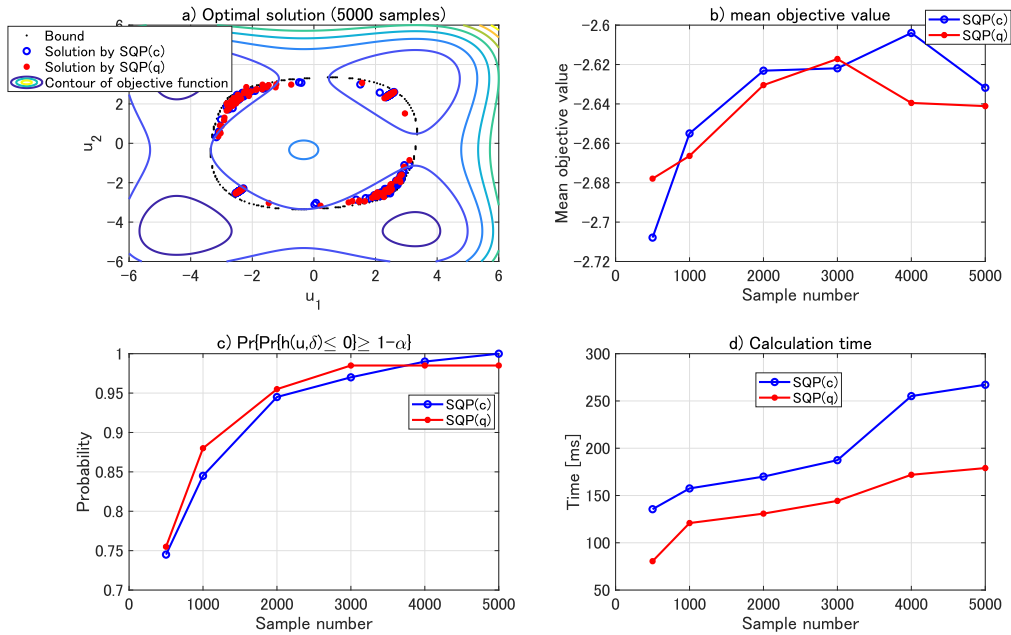 a) Optimal solution (5000 samples)
Bound
Solution by SQP(c)
Solution by SQP(q)
Contour of objective function
6
4
2
0
−2
−4
−6
u2
−6
−4
−2
0
2
4
6
u1
b) mean objective value
SQP(c)
SQP(q)
−2.6
−2.62
−2.64
−2.66
−2.68
−2.7
−2.72
Mean objective value
0
1000
2000
3000
4000
5000
Sample number
c) Pr{Pr{h(u,δ)≤ 0}≥ 1−α}
SQP(c)
SQP(q)
1
0.95
0.9
0.85
0.8
0.75
0.7
Probability
0
1000
2000
3000
4000
5000
Sample number
d) Calculation time
SQP(c)
SQP(q)
300
250
200
150
100
50
Time [ms]
0
1000
2000
3000
4000
5000
Sample number